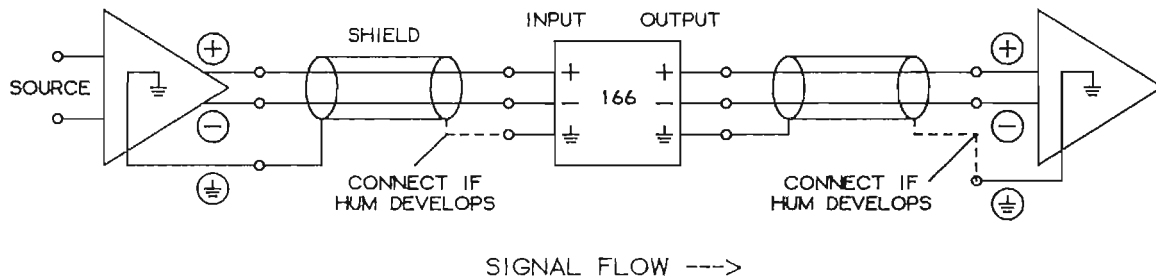 INPUT OUTPUT
SHIELD
SOURCE
+ +
- -
+ + 166 - -
CONNECT IF
HUM DEVELOPS
CONNECT IF
HUM DEVELOPS
SIGNAL FLOW --->